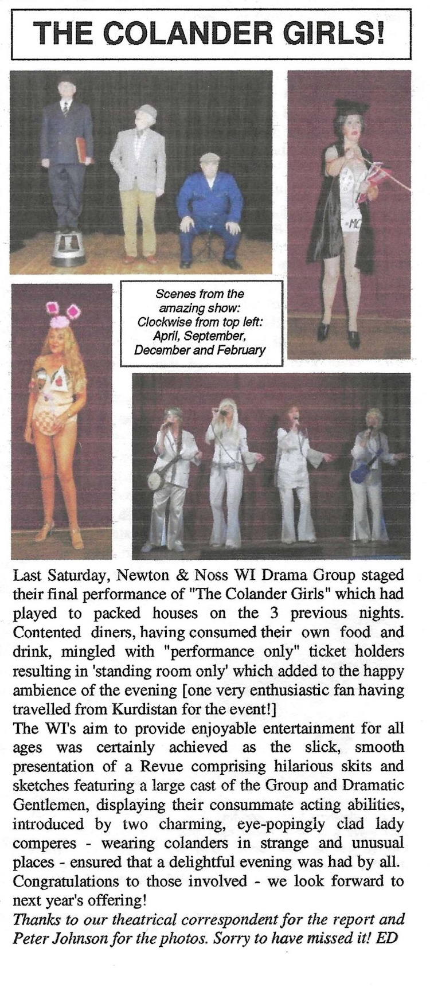 THE COLANDER GIRLS!
MC
Scenes from the
amazing show:
Clockwise from top left:
April, September,
December and February
Last Saturday, Newton & Noss WI Drama Group staged
their final performance of "The Colander Girls" which had
played to packed houses on the 3 previous nights.
Contented diners, having consumed their own food and
drink, mingled with "performance only" ticket holders
resulting in 'standing room only' which added to the happy
ambience of the evening [one very enthusiastic fan having
travelled from Kurdistan for the event!]
The WI's aim to provide enjoyable entertainment for all
ages was certainly achieved as the slick, smooth
presentation of a Revue comprising hilarious skits and
sketches featuring a large cast of the Group and Dramatic
Gentlemen, displaying their consummate acting abilities,
introduced by two charming, eye-popingly clad lady
comperes - wearing colanders in strange and unusual
places - ensured that a delightful evening was had by all.
Congratulations to those involved - we look forward to
next year's offering!
Thanks to our theatrical correspondent for the report and
Peter Johnson for the photos. Sorry to have missed it! ED